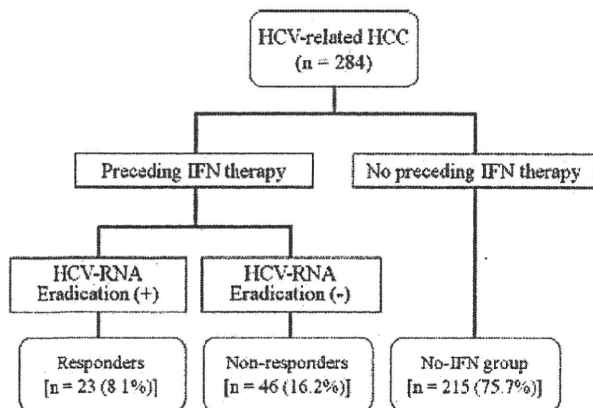 HCV-related HCC
(n = 284)
Preceding IFN therapy
No preceding IFN therapy
HCV-RNA
Eradication (+)
HCV-RNA
Eradication (-)
Responders
[n = 23 (8.1%)]
Non-responders
[n = 46 (16.2%)]
No-IFN group
[n = 215 (75.7%)]